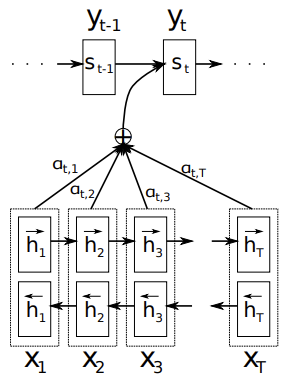 y_{t-1} y_t
. . . s_{t-1} s_t . . .
⊕
a_{t,1} a_{t,2} a_{t,3} a_{t,T}
\overrightarrow{h}_1 \overrightarrow{h}_2 \overrightarrow{h}_3 \overrightarrow{h}_T
\overleftarrow{h}_1 \overleftarrow{h}_2 \overleftarrow{h}_3 \overleftarrow{h}_T
x_1 x_2 x_3 x_T